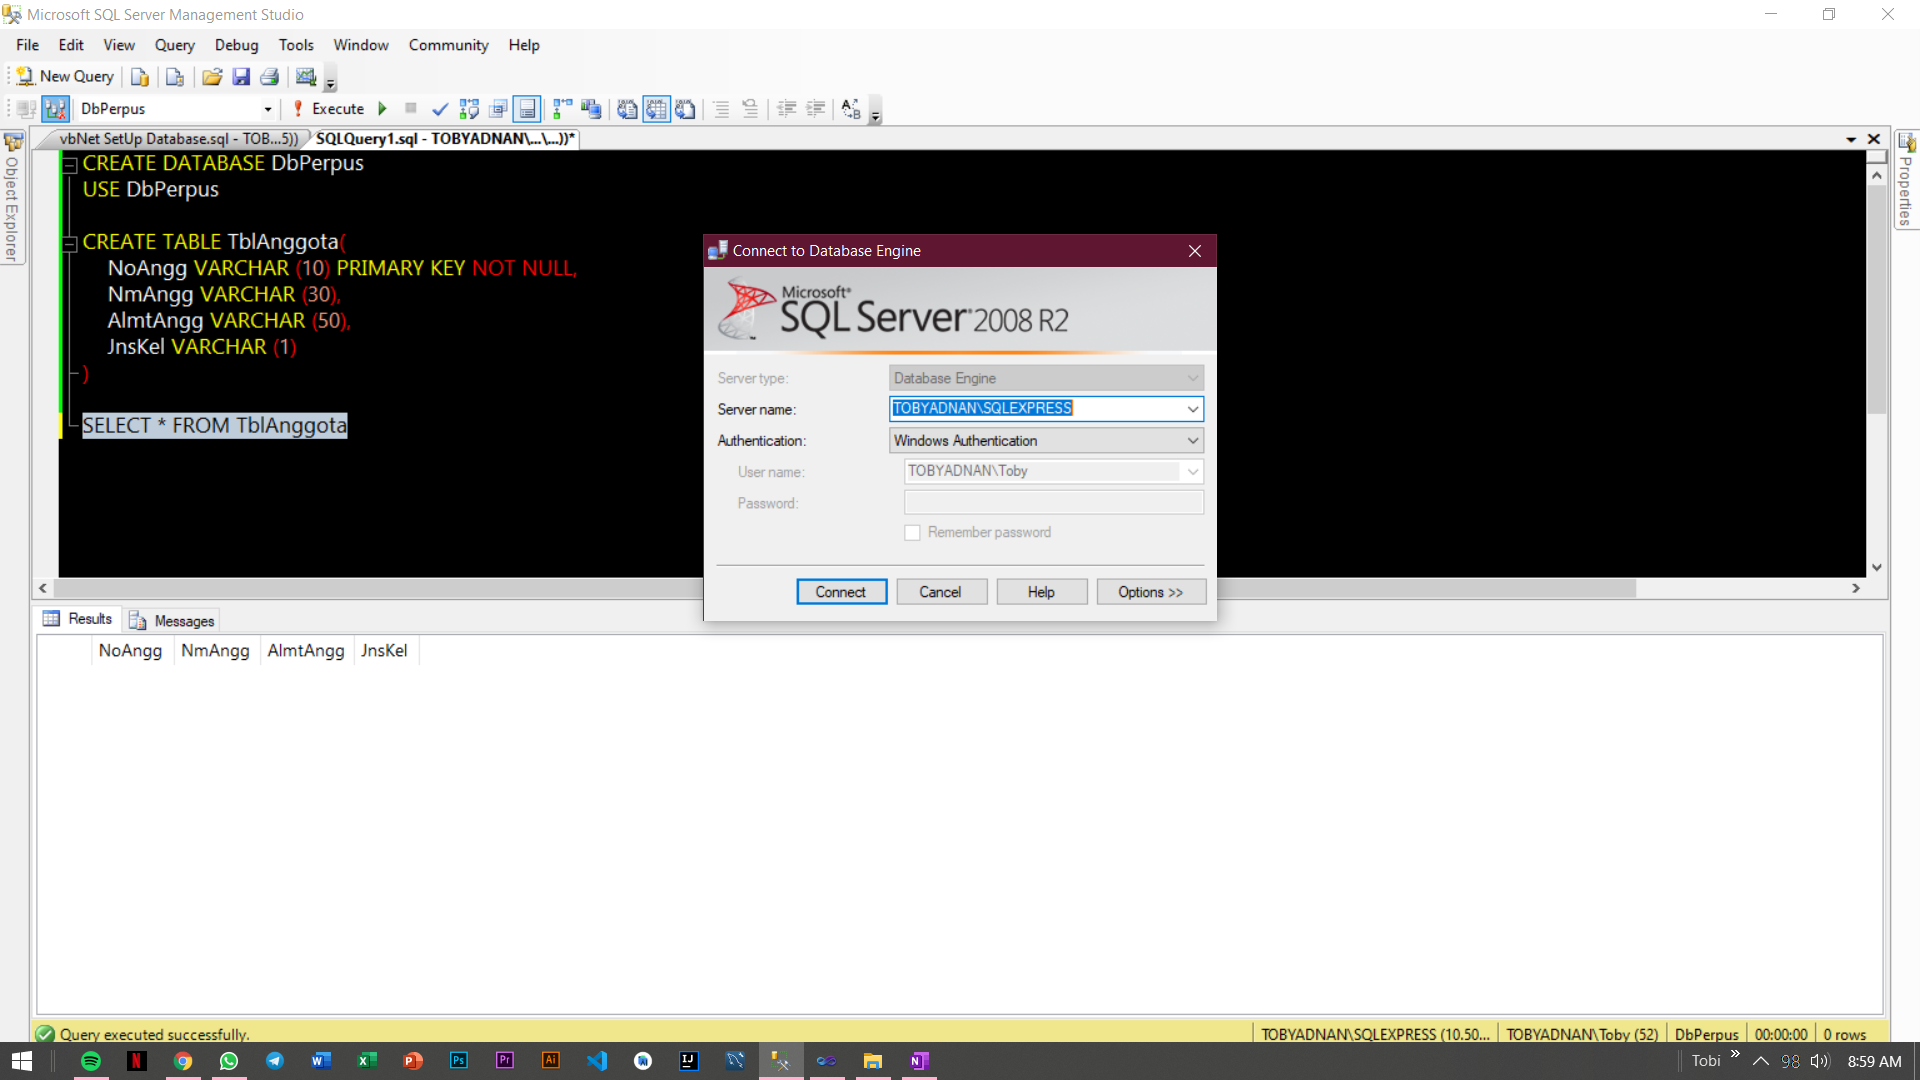 Microsoft SQL Server Management Studio
File Edit View Query Debug Tools Window Community Help
New Query
DbPerpus Execute
vbNet SetUp Database.sql - TOB...5)) SQLQuery1.sql - TOBYADNAN\...\...))*
Object Explorer
Properties
CREATE DATABASE DbPerpus
USE DbPerpus
CREATE TABLE TblAnggota(
NoAngg VARCHAR (10) PRIMARY KEY NOT NULL,
NmAngg VARCHAR (30),
AlmtAngg VARCHAR (50),
JnsKel VARCHAR (1)
)
SELECT * FROM TblAnggota
Connect to Database Engine
Microsoft®
SQL Server® 2008 R2
Server type: Database Engine
Server name: TOBYADNAN\SQLEXPRESS
Authentication: Windows Authentication
User name: TOBYADNAN\Toby
Password:
Remember password
Connect Cancel Help Options >>
Results Messages
NoAngg NmAngg AlmtAngg JnsKel
Query executed successfully. TOBYADNAN\SQLEXPRESS (10.50... TOBYADNAN\Toby (52) DbPerpus 00:00:00 0 rows
Tobi 98 8:59 AM